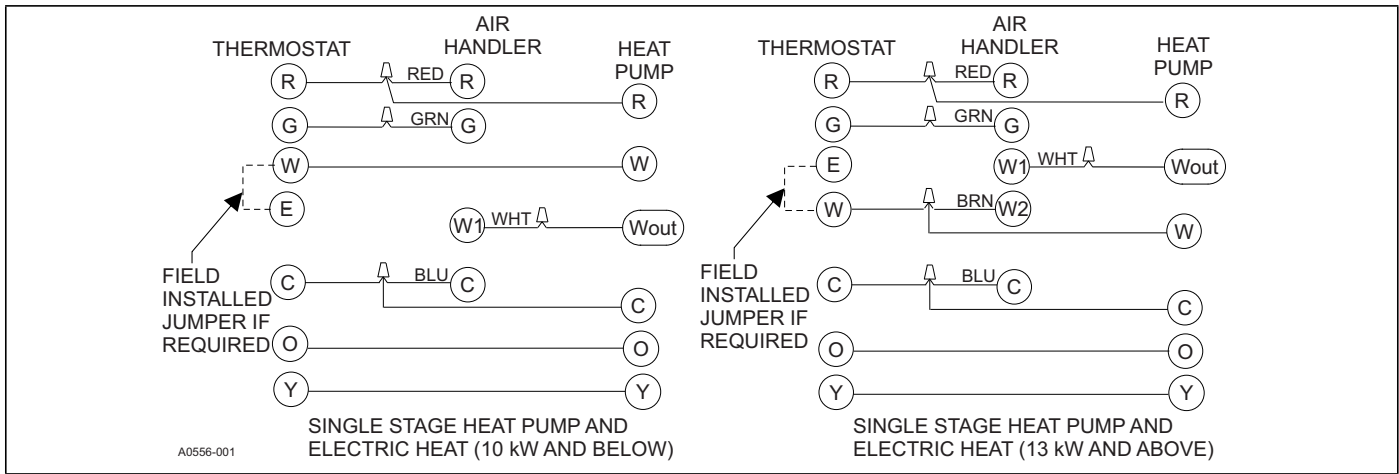 AIR
HANDLER
THERMOSTAT
HEAT
PUMP
R
RED
R
R
G
GRN
G
W
W
E
W1
WHT
Wout
FIELD
INSTALLED
JUMPER IF
REQUIRED
C
BLU
C
C
O
O
Y
Y
SINGLE STAGE HEAT PUMP AND
ELECTRIC HEAT (10 kW AND BELOW)
A0556-001
AIR
HANDLER
THERMOSTAT
HEAT
PUMP
R
RED
R
R
G
GRN
G
E
W1
WHT
Wout
W
BRN
W2
W
FIELD
INSTALLED
JUMPER IF
REQUIRED
C
BLU
C
C
O
O
Y
Y
SINGLE STAGE HEAT PUMP AND
ELECTRIC HEAT (13 kW AND ABOVE)